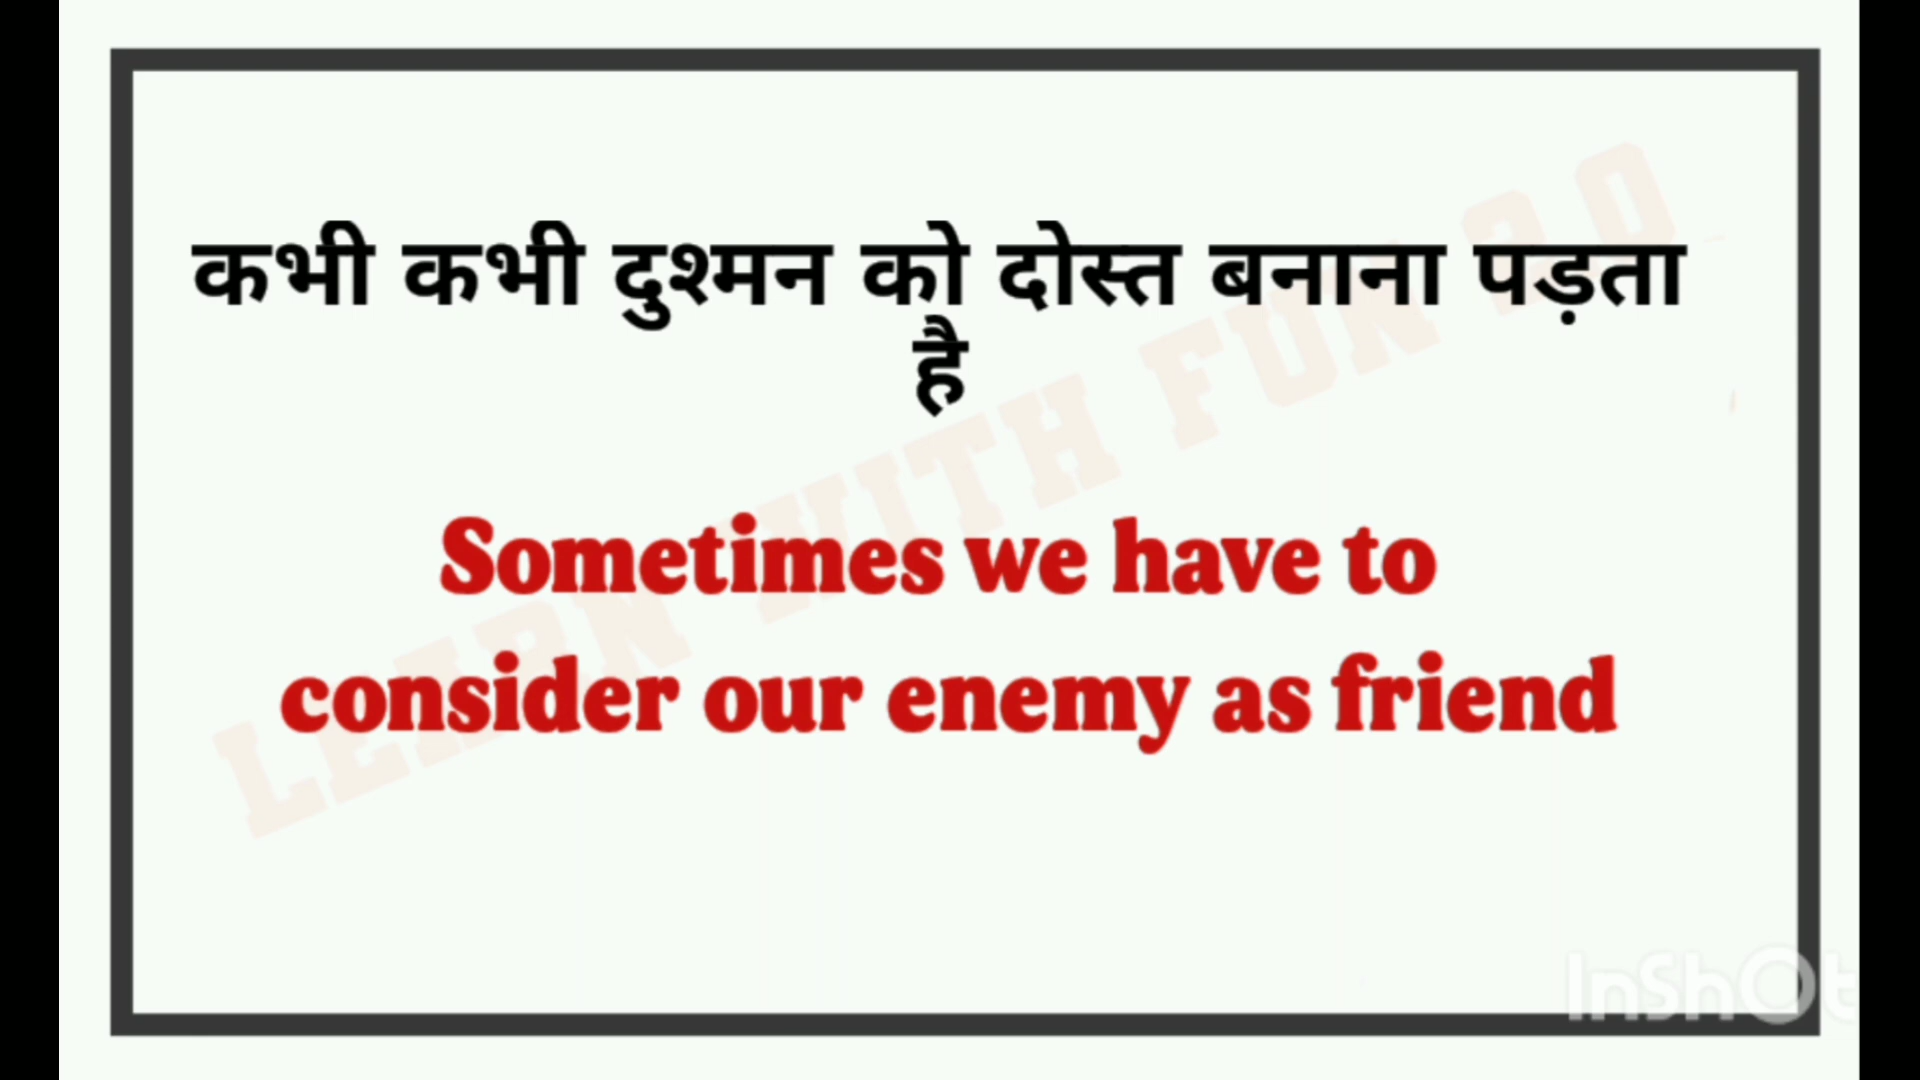 कभी कभी दुश्मन को दोस्त बनाना पड़ता
है
Sometimes we have to
consider our enemy as friend
LEARN WITH FUN 2.0
InShOt